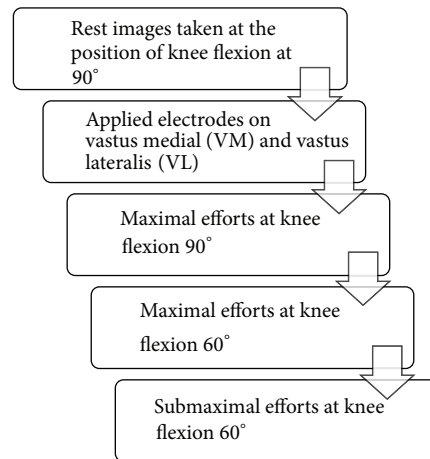 Rest images taken at the
position of knee flexion at
90°
Applied electrodes on
vastus medial (VM) and vastus
lateralis (VL)
Maximal efforts at knee
flexion 90°
Maximal efforts at knee
flexion 60°
Submaximal efforts at knee
flexion 60°